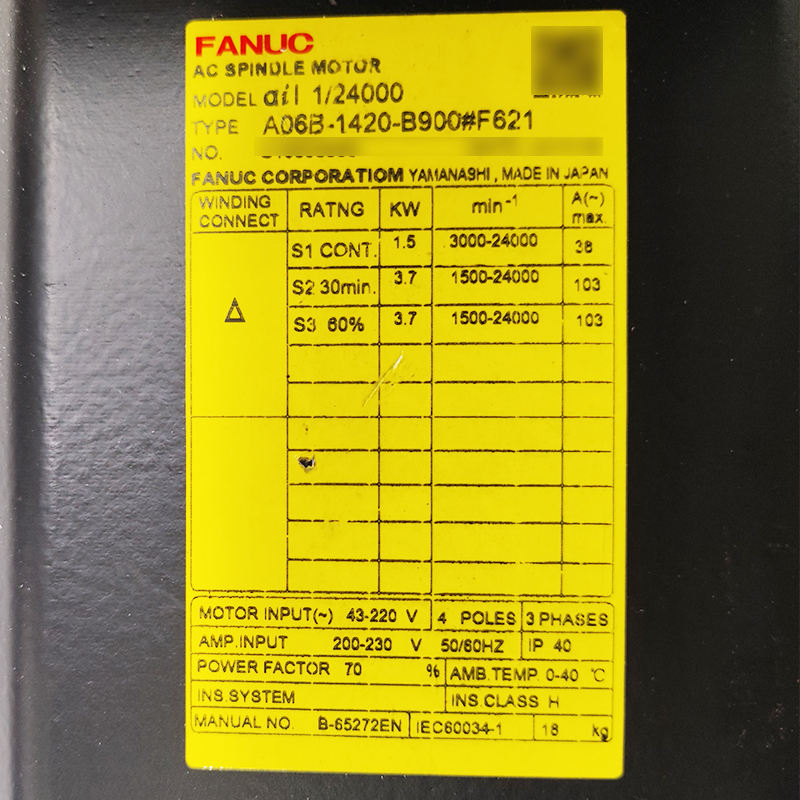 FANUC
AC SPINDLE MOTOR
MODEL αiI 1/24000
TYPE A06B-1420-B900#F621
NO.
FANUC CORPORATIOM YAMANASHI , MADE IN JAPAN
WINDING CONNECT RATNG KW min-1 A(~) max.
S1 CONT. 1.5 3000-24000 38
S2 30min. 3.7 1500-24000 103
Δ S3 60% 3.7 1500-24000 103
MOTOR INPUT(~) 43-220 V 4 POLES 3 PHASES
AMP.INPUT 200-230 V 50/60HZ IP 40
POWER FACTOR 70 % AMB.TEMP. 0-40 ℃
INS.SYSTEM INS.CLASS H
MANUAL NO. B-65272EN IEC60034-1 18 kg